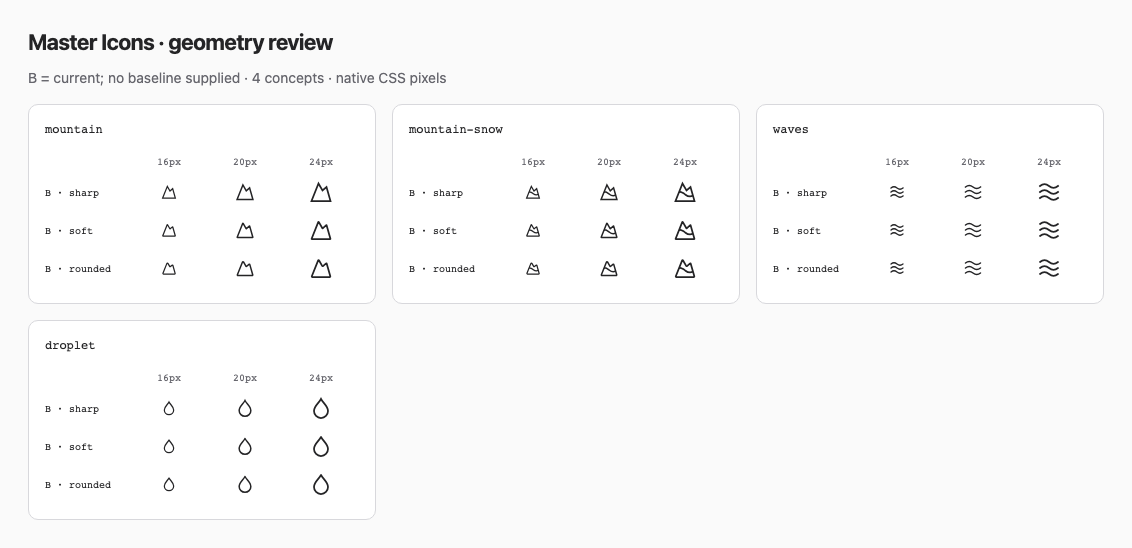 Master Icons · geometry review
B = current; no baseline supplied · 4 concepts · native CSS pixels
mountain
16px 20px 24px
B · sharp
B · soft
B · rounded
mountain-snow
16px 20px 24px
B · sharp
B · soft
B · rounded
waves
16px 20px 24px
B · sharp
B · soft
B · rounded
droplet
16px 20px 24px
B · sharp
B · soft
B · rounded